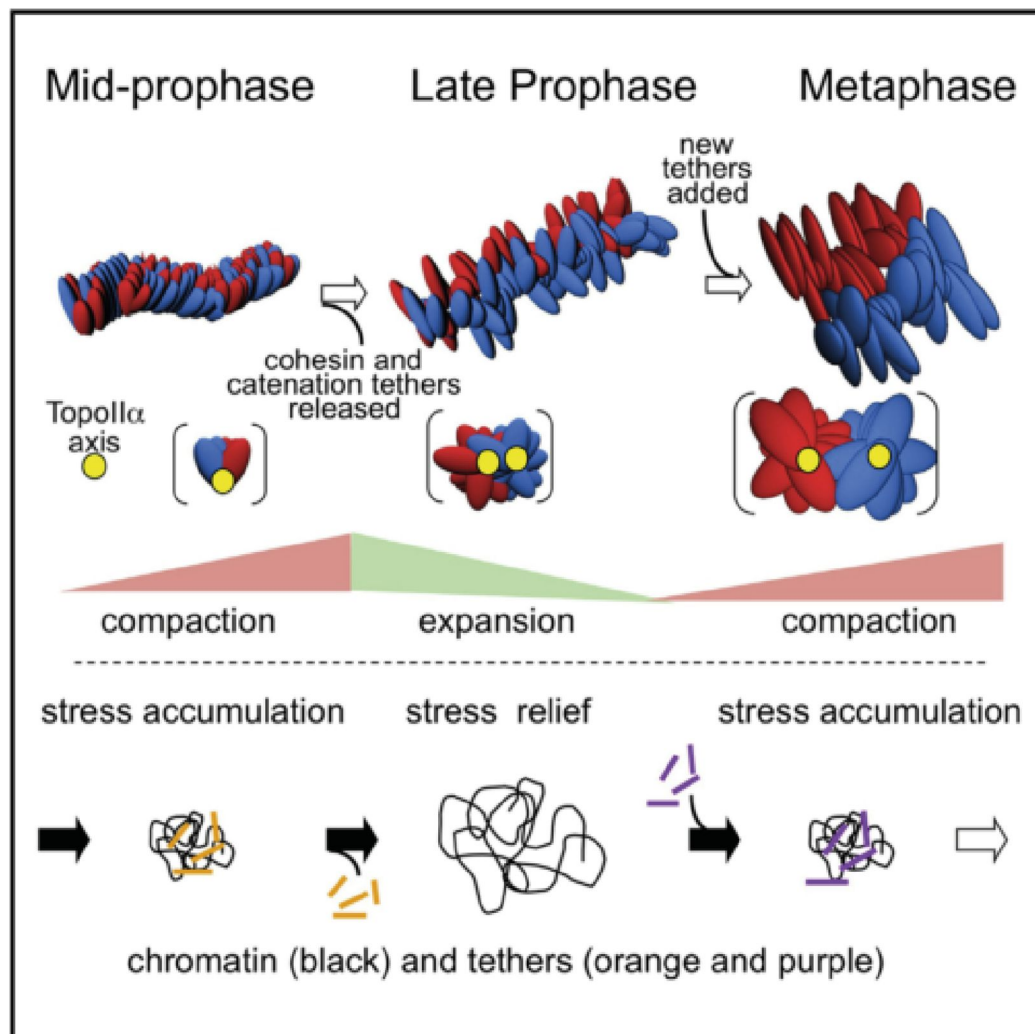 Mid-prophase
Late Prophase
Metaphase
new
tethers
added
cohesin and
catenation tethers
released
TopoIIα
axis
compaction
expansion
compaction
stress accumulation
stress relief
stress accumulation
chromatin (black) and tethers (orange and purple)